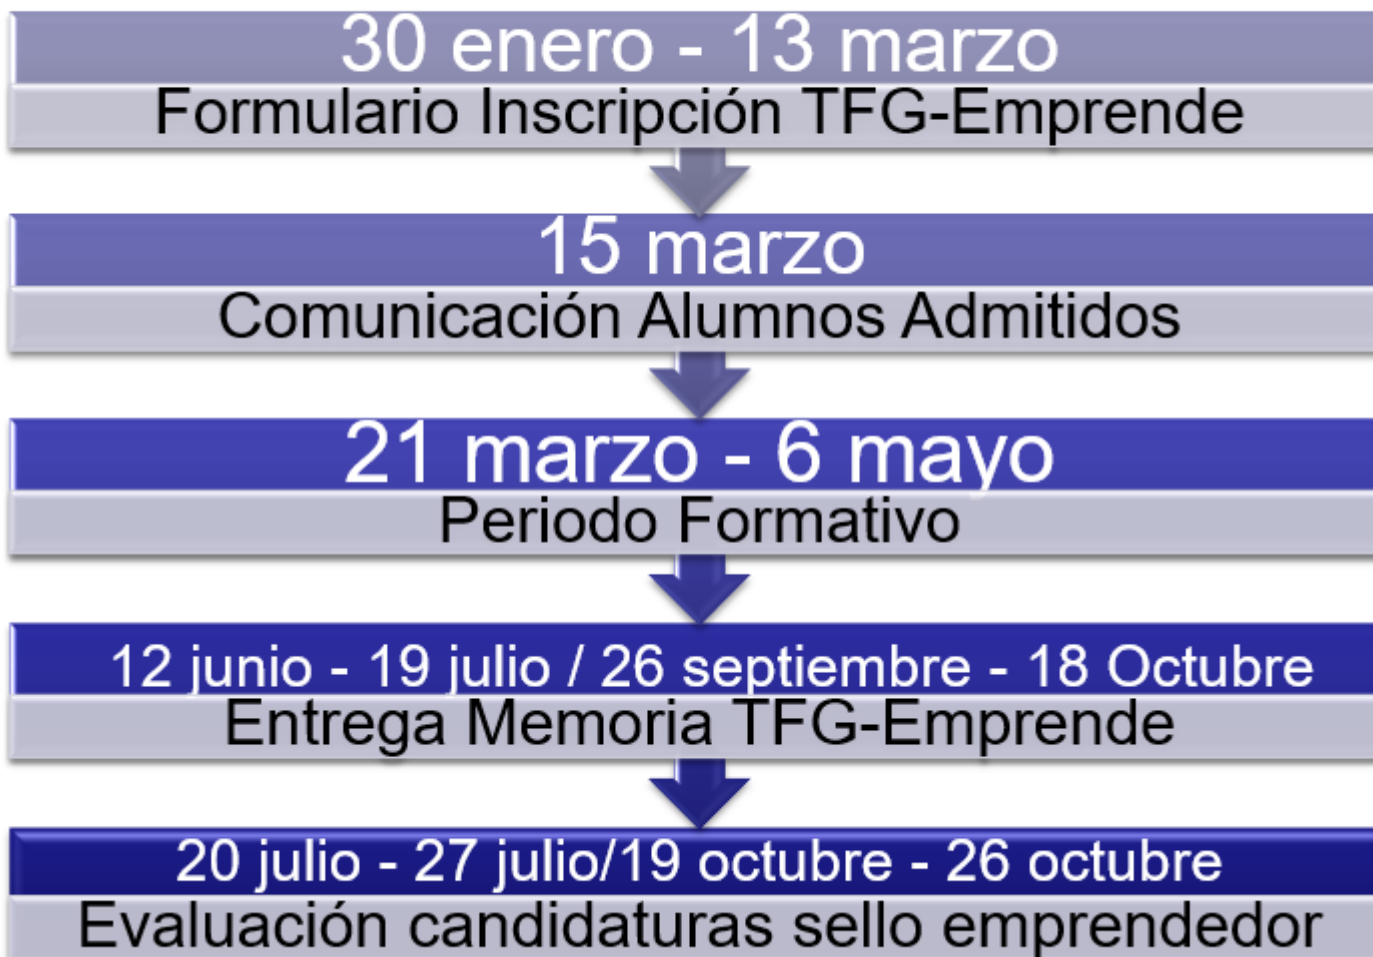 30 enero - 13 marzo
Formulario Inscripción TFG-Emprende
15 marzo
Comunicación Alumnos Admitidos
21 marzo - 6 mayo
Periodo Formativo
12 junio - 19 julio / 26 septiembre - 18 Octubre
Entrega Memoria TFG-Emprende
20 julio - 27 julio/19 octubre - 26 octubre
Evaluación candidaturas sello emprendedor